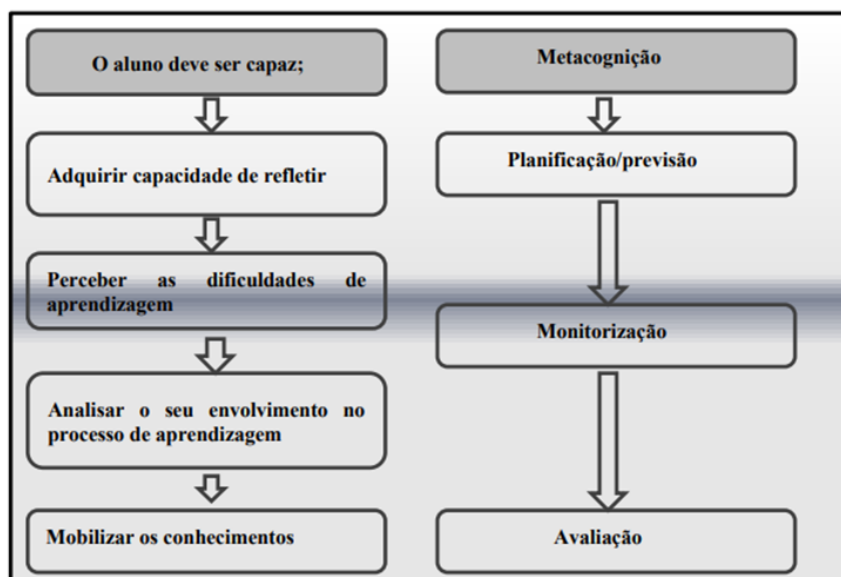 O aluno deve ser capaz;
Adquirir capacidade de refletir
Perceber as dificuldades de
aprendizagem
Analisar o seu envolvimento no
processo de aprendizagem
Mobilizar os conhecimentos
Metacognição
Planificação/previsão
Monitorização
Avaliação